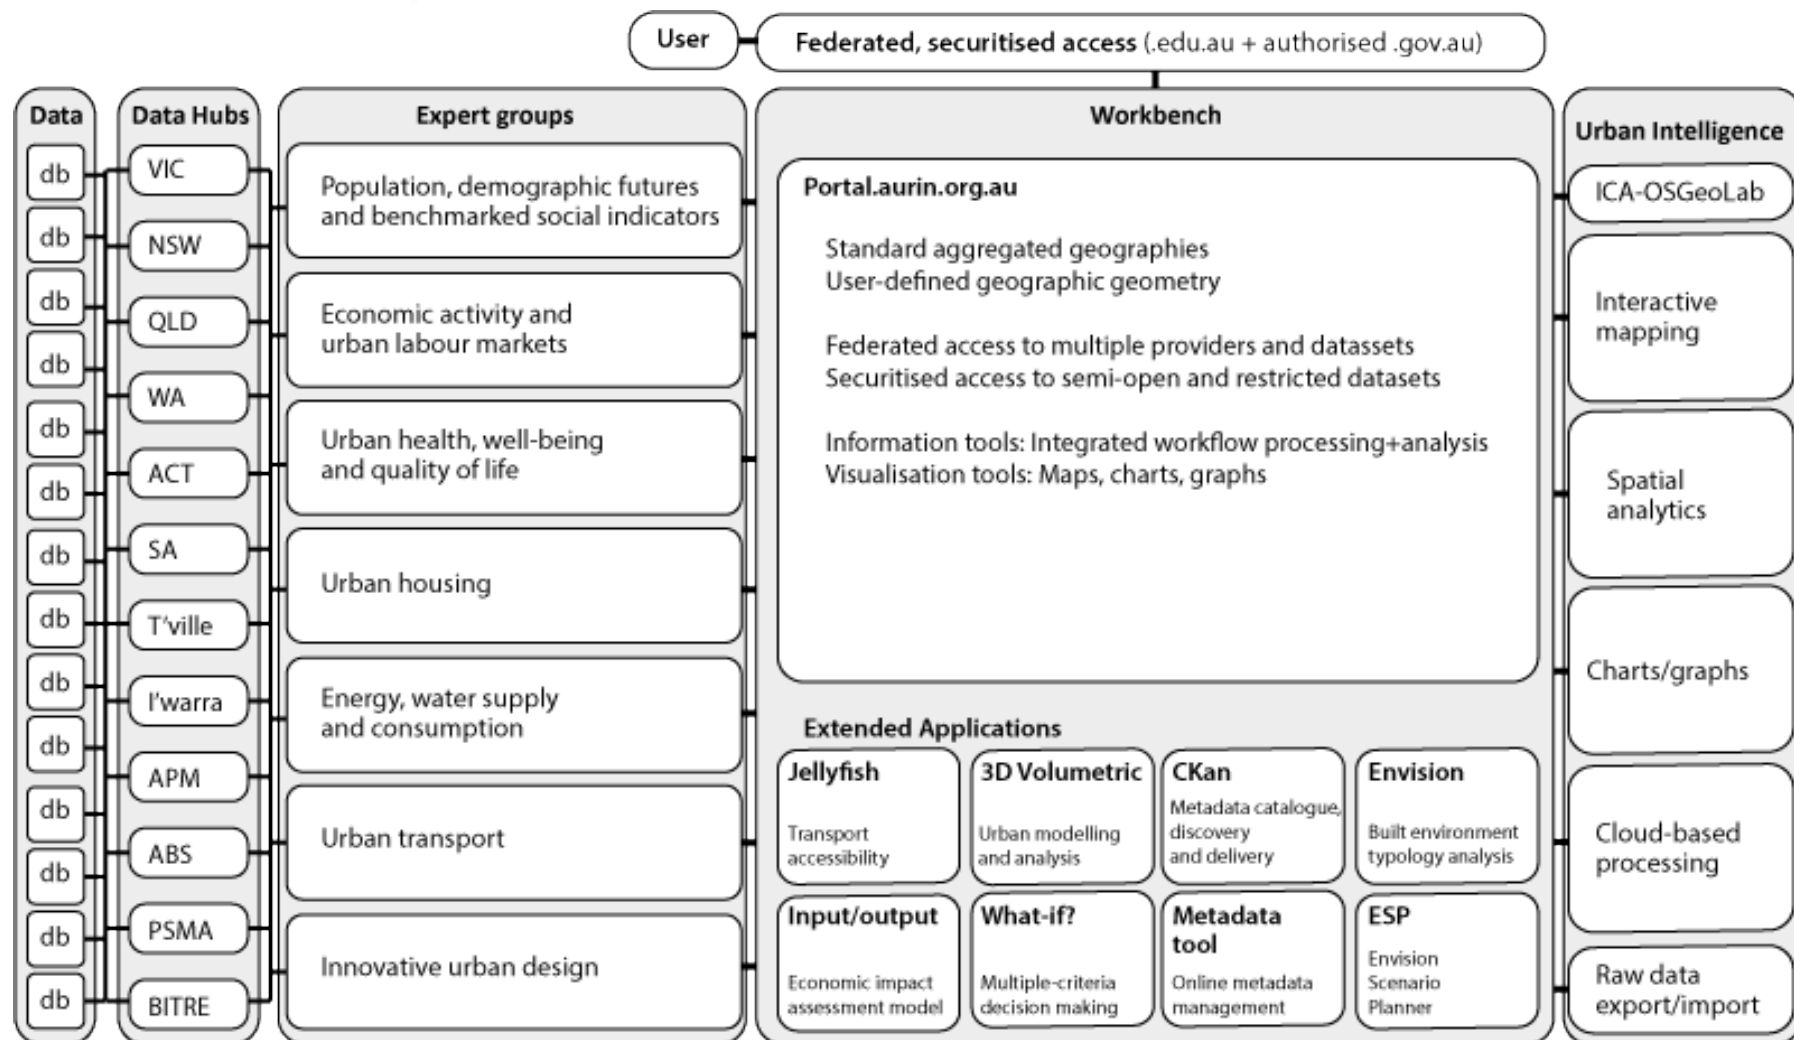 User
Federated, securitised access (.edu.au + authorised .gov.au)
Data
db
db
db
db
db
db
db
db
db
db
db
db
db
db
Data Hubs
VIC
NSW
QLD
WA
ACT
SA
T'ville
I'warra
APM
ABS
PSMA
BITRE
Expert groups
Population, demographic futures
and benchmarked social indicators
Economic activity and
urban labour markets
Urban health, well-being
and quality of life
Urban housing
Energy, water supply
and consumption
Urban transport
Innovative urban design
Workbench
Portal.aurin.org.au
Standard aggregated geographies
User-defined geographic geometry
Federated access to multiple providers and datassets
Securitised access to semi-open and restricted datasets
Information tools: Integrated workflow processing+analysis
Visualisation tools: Maps, charts, graphs
Extended Applications
Jellyfish
Transport
accessibility
3D Volumetric
Urban modelling
and analysis
CKan
Metadata catalogue,
discovery
and delivery
Envision
Built environment
typology analysis
Input/output
Economic impact
assessment model
What-if?
Multiple-criteria
decision making
Metadata
tool
Online metadata
management
ESP
Envision
Scenario
Planner
Urban Intelligence
ICA-OSGeoLab
Interactive
mapping
Spatial
analytics
Charts/graphs
Cloud-based
processing
Raw data
export/import